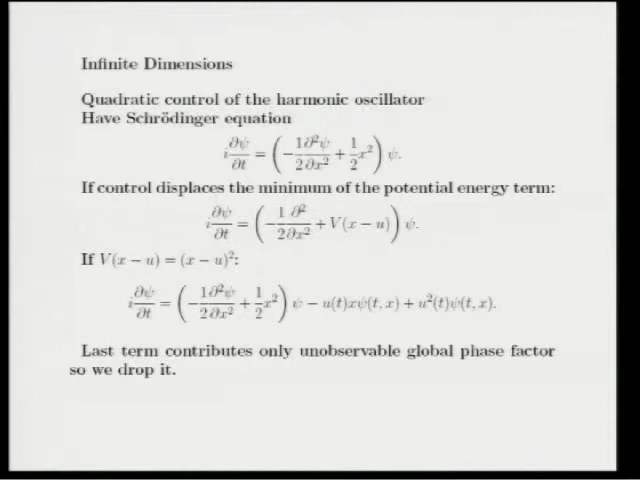 Infinite Dimensions
Quadratic control of the harmonic oscillator
Have Schrödinger equation
i ∂ψ/∂t = (−1/2 ∂²ψ/∂x² + 1/2 x²) ψ.
If control displaces the minimum of the potential energy term:
i ∂ψ/∂t = (−1/2 ∂²/∂x² + V(x − u)) ψ.
If V(x − u) = (x − u)²:
i ∂ψ/∂t = (−1/2 ∂²ψ/∂x² + 1/2 x²) ψ − u(t)xψ(t, x) + u²(t)ψ(t, x).
Last term contributes only unobservable global phase factor
so we drop it.